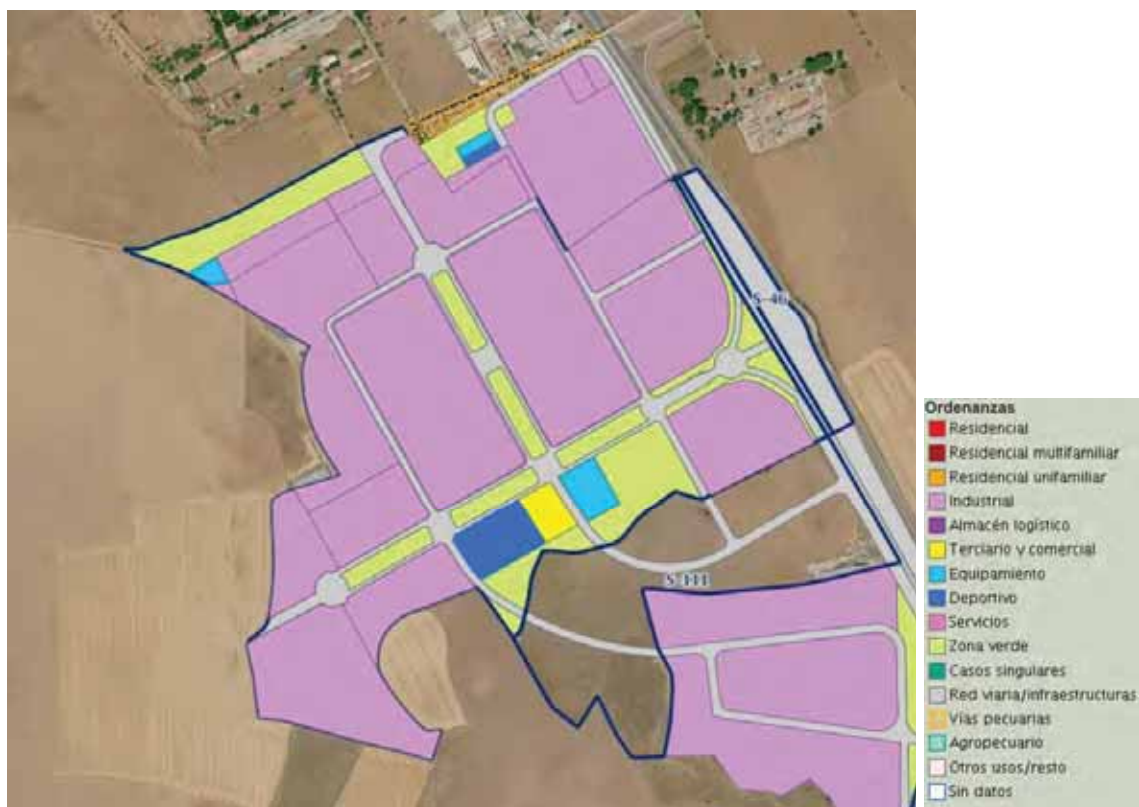 S-46
S-111
Ordenanzas
Residencial
Residencial multifamiliar
Residencial unifamiliar
Industrial
Almacén logístico
Terciario y comercial
Equipamiento
Deportivo
Servicios
Zona verde
Casos singulares
Red viaria/infraestructuras
Vías pecuarias
Agropecuario
Otros usos/resto
Sin datos